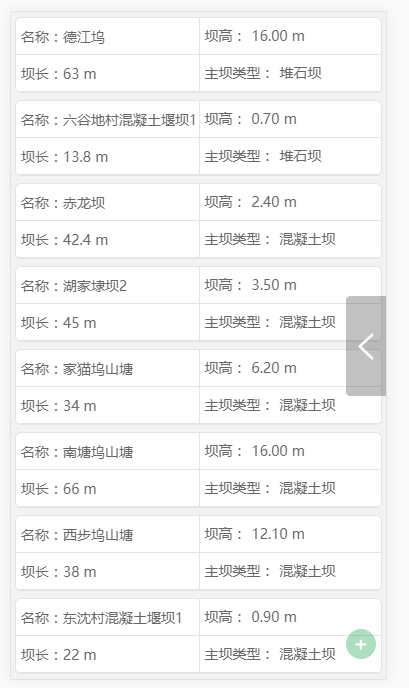 名称：德江坞 坝高： 16.00 m
坝长：63 m 主坝类型： 堆石坝
名称：六谷地村混凝土堰坝1 坝高： 0.70 m
坝长：13.8 m 主坝类型： 堆石坝
名称：赤龙坝 坝高： 2.40 m
坝长：42.4 m 主坝类型： 混凝土坝
名称：湖家埭坝2 坝高： 3.50 m
坝长：45 m 主坝类型： 混凝土坝
名称：家猫坞山塘 坝高： 6.20 m
坝长：34 m 主坝类型： 混凝土坝
名称：南塘坞山塘 坝高： 16.00 m
坝长：66 m 主坝类型： 混凝土坝
名称：西步坞山塘 坝高： 12.10 m
坝长：38 m 主坝类型： 混凝土坝
名称：东沈村混凝土堰坝1 坝高： 0.90 m
坝长：22 m 主坝类型： 混凝土坝